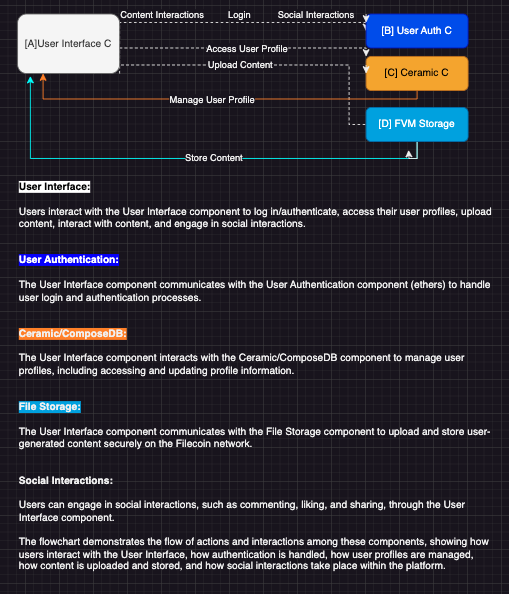 Content Interactions Login Social Interactions
[A]User Interface C
[B] User Auth C
Access User Profile
Upload Content
[C] Ceramic C
Manage User Profile
[D] FVM Storage
Store Content
User Interface:
Users interact with the User Interface component to log in/authenticate, access their user profiles, upload
content, interact with content, and engage in social interactions.
User Authentication:
The User Interface component communicates with the User Authentication component (ethers) to handle
user login and authentication processes.
Ceramic/ComposeDB:
The User Interface component interacts with the Ceramic/ComposeDB component to manage user
profiles, including accessing and updating profile information.
File Storage:
The User Interface component communicates with the File Storage component to upload and store user-
generated content securely on the Filecoin network.
Social Interactions:
Users can engage in social interactions, such as commenting, liking, and sharing, through the User
Interface component.
The flowchart demonstrates the flow of actions and interactions among these components, showing how
users interact with the User Interface, how authentication is handled, how user profiles are managed,
how content is uploaded and stored, and how social interactions take place within the platform.